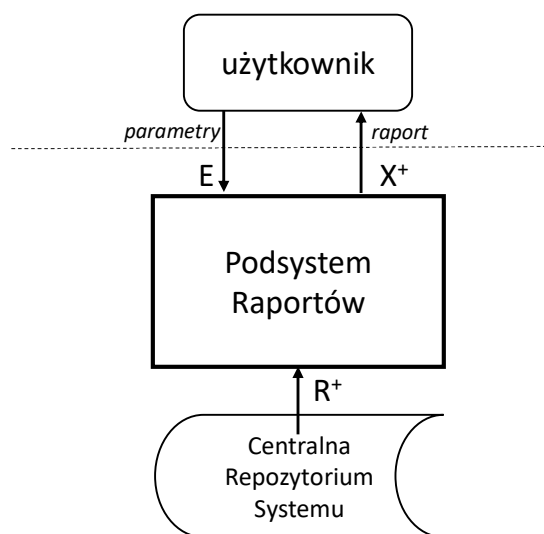 użytkownik
parametry
raport
E
X⁺
Podsystem
Raportów
R⁺
Centralna
Repozytorium
Systemu